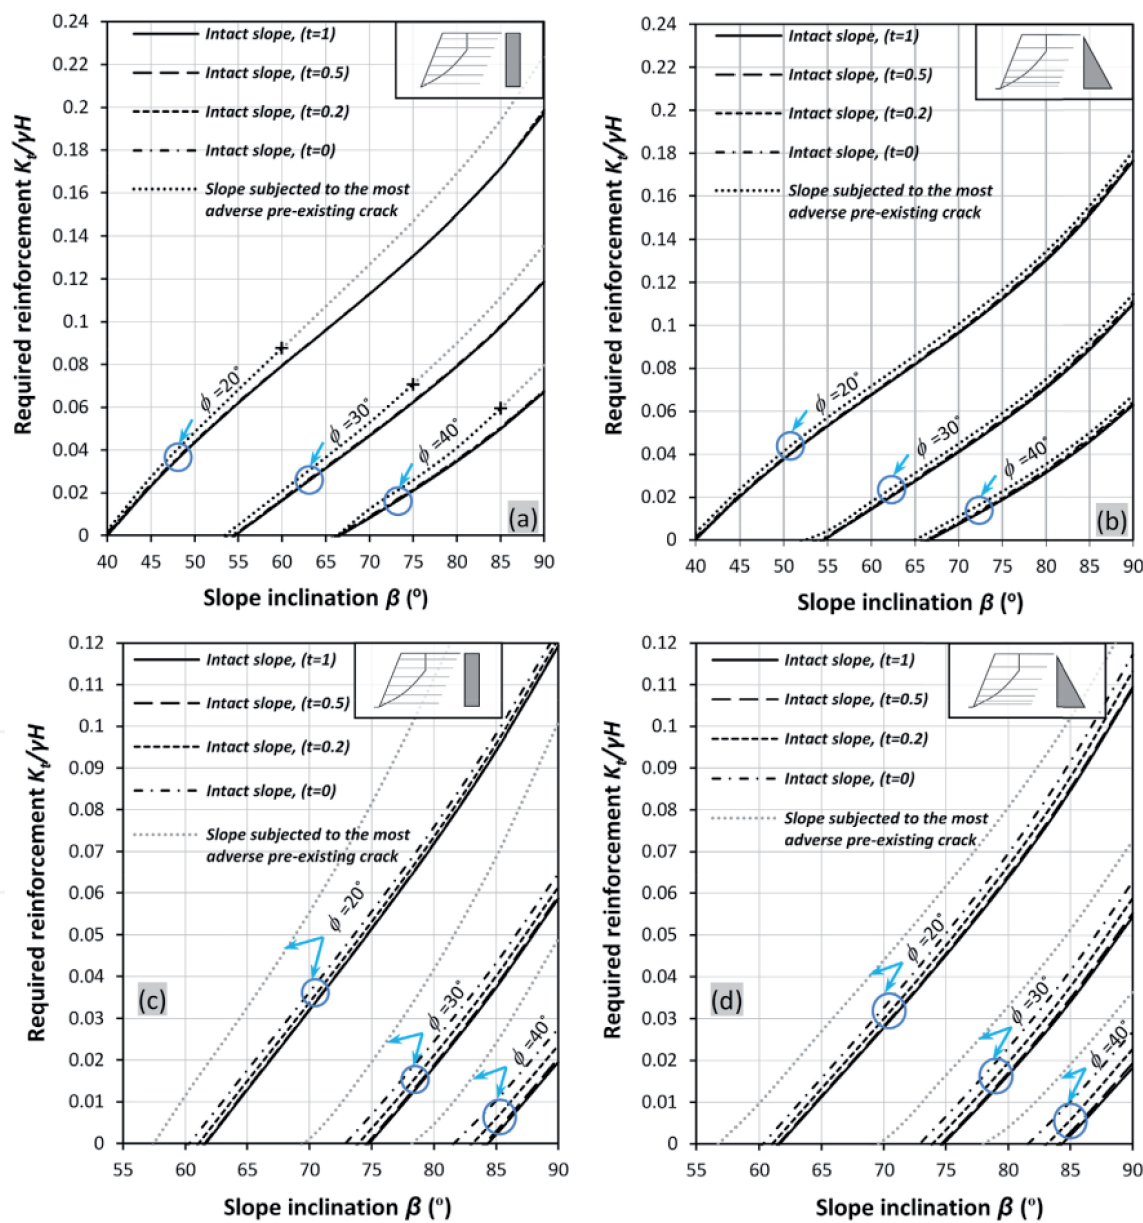 Required reinforcement Kt/γH
0.24
0.22
0.2
0.18
0.16
0.14
0.12
0.1
0.08
0.06
0.04
0.02
0
Intact slope, (t=1)
Intact slope, (t=0.5)
Intact slope, (t=0.2)
Intact slope, (t=0)
Slope subjected to the most
adverse pre-existing crack
ϕ =20°
ϕ =30°
ϕ =40°
(a)
40 45 50 55 60 65 70 75 80 85 90
Slope inclination β (°)
Required reinforcement Kt/γH
0.24
0.22
0.2
0.18
0.16
0.14
0.12
0.1
0.08
0.06
0.04
0.02
0
Intact slope, (t=1)
Intact slope, (t=0.5)
Intact slope, (t=0.2)
Intact slope, (t=0)
Slope subjected to the most
adverse pre-existing crack
ϕ =20°
ϕ =30°
ϕ =40°
(b)
40 45 50 55 60 65 70 75 80 85 90
Slope inclination β (°)
Required reinforcement Kt/γH
0.12
0.11
0.1
0.09
0.08
0.07
0.06
0.05
0.04
0.03
0.02
0.01
0
Intact slope, (t=1)
Intact slope, (t=0.5)
Intact slope, (t=0.2)
Intact slope, (t=0)
Slope subjected to the most
adverse pre-existing crack
ϕ =20°
ϕ =30°
ϕ =40°
(c)
55 60 65 70 75 80 85 90
Slope inclination β (°)
Required reinforcement Kt/γH
0.12
0.11
0.1
0.09
0.08
0.07
0.06
0.05
0.04
0.03
0.02
0.01
0
Intact slope, (t=1)
Intact slope, (t=0.5)
Intact slope, (t=0.2)
Intact slope, (t=0)
Slope subjected to the most
adverse pre-existing crack
ϕ =20°
ϕ =30°
ϕ =40°
(d)
55 60 65 70 75 80 85 90
Slope inclination β (°)